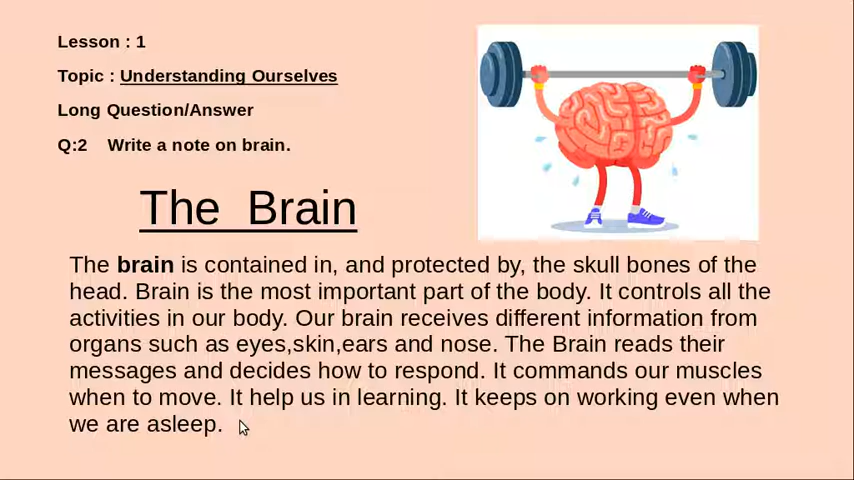 Lesson : 1
Topic : Understanding Ourselves
Long Question/Answer
Q:2 Write a note on brain.
The Brain
The brain is contained in, and protected by, the skull bones of the
head. Brain is the most important part of the body. It controls all the
activities in our body. Our brain receives different information from
organs such as eyes,skin,ears and nose. The Brain reads their
messages and decides how to respond. It commands our muscles
when to move. It help us in learning. It keeps on working even when
we are asleep.